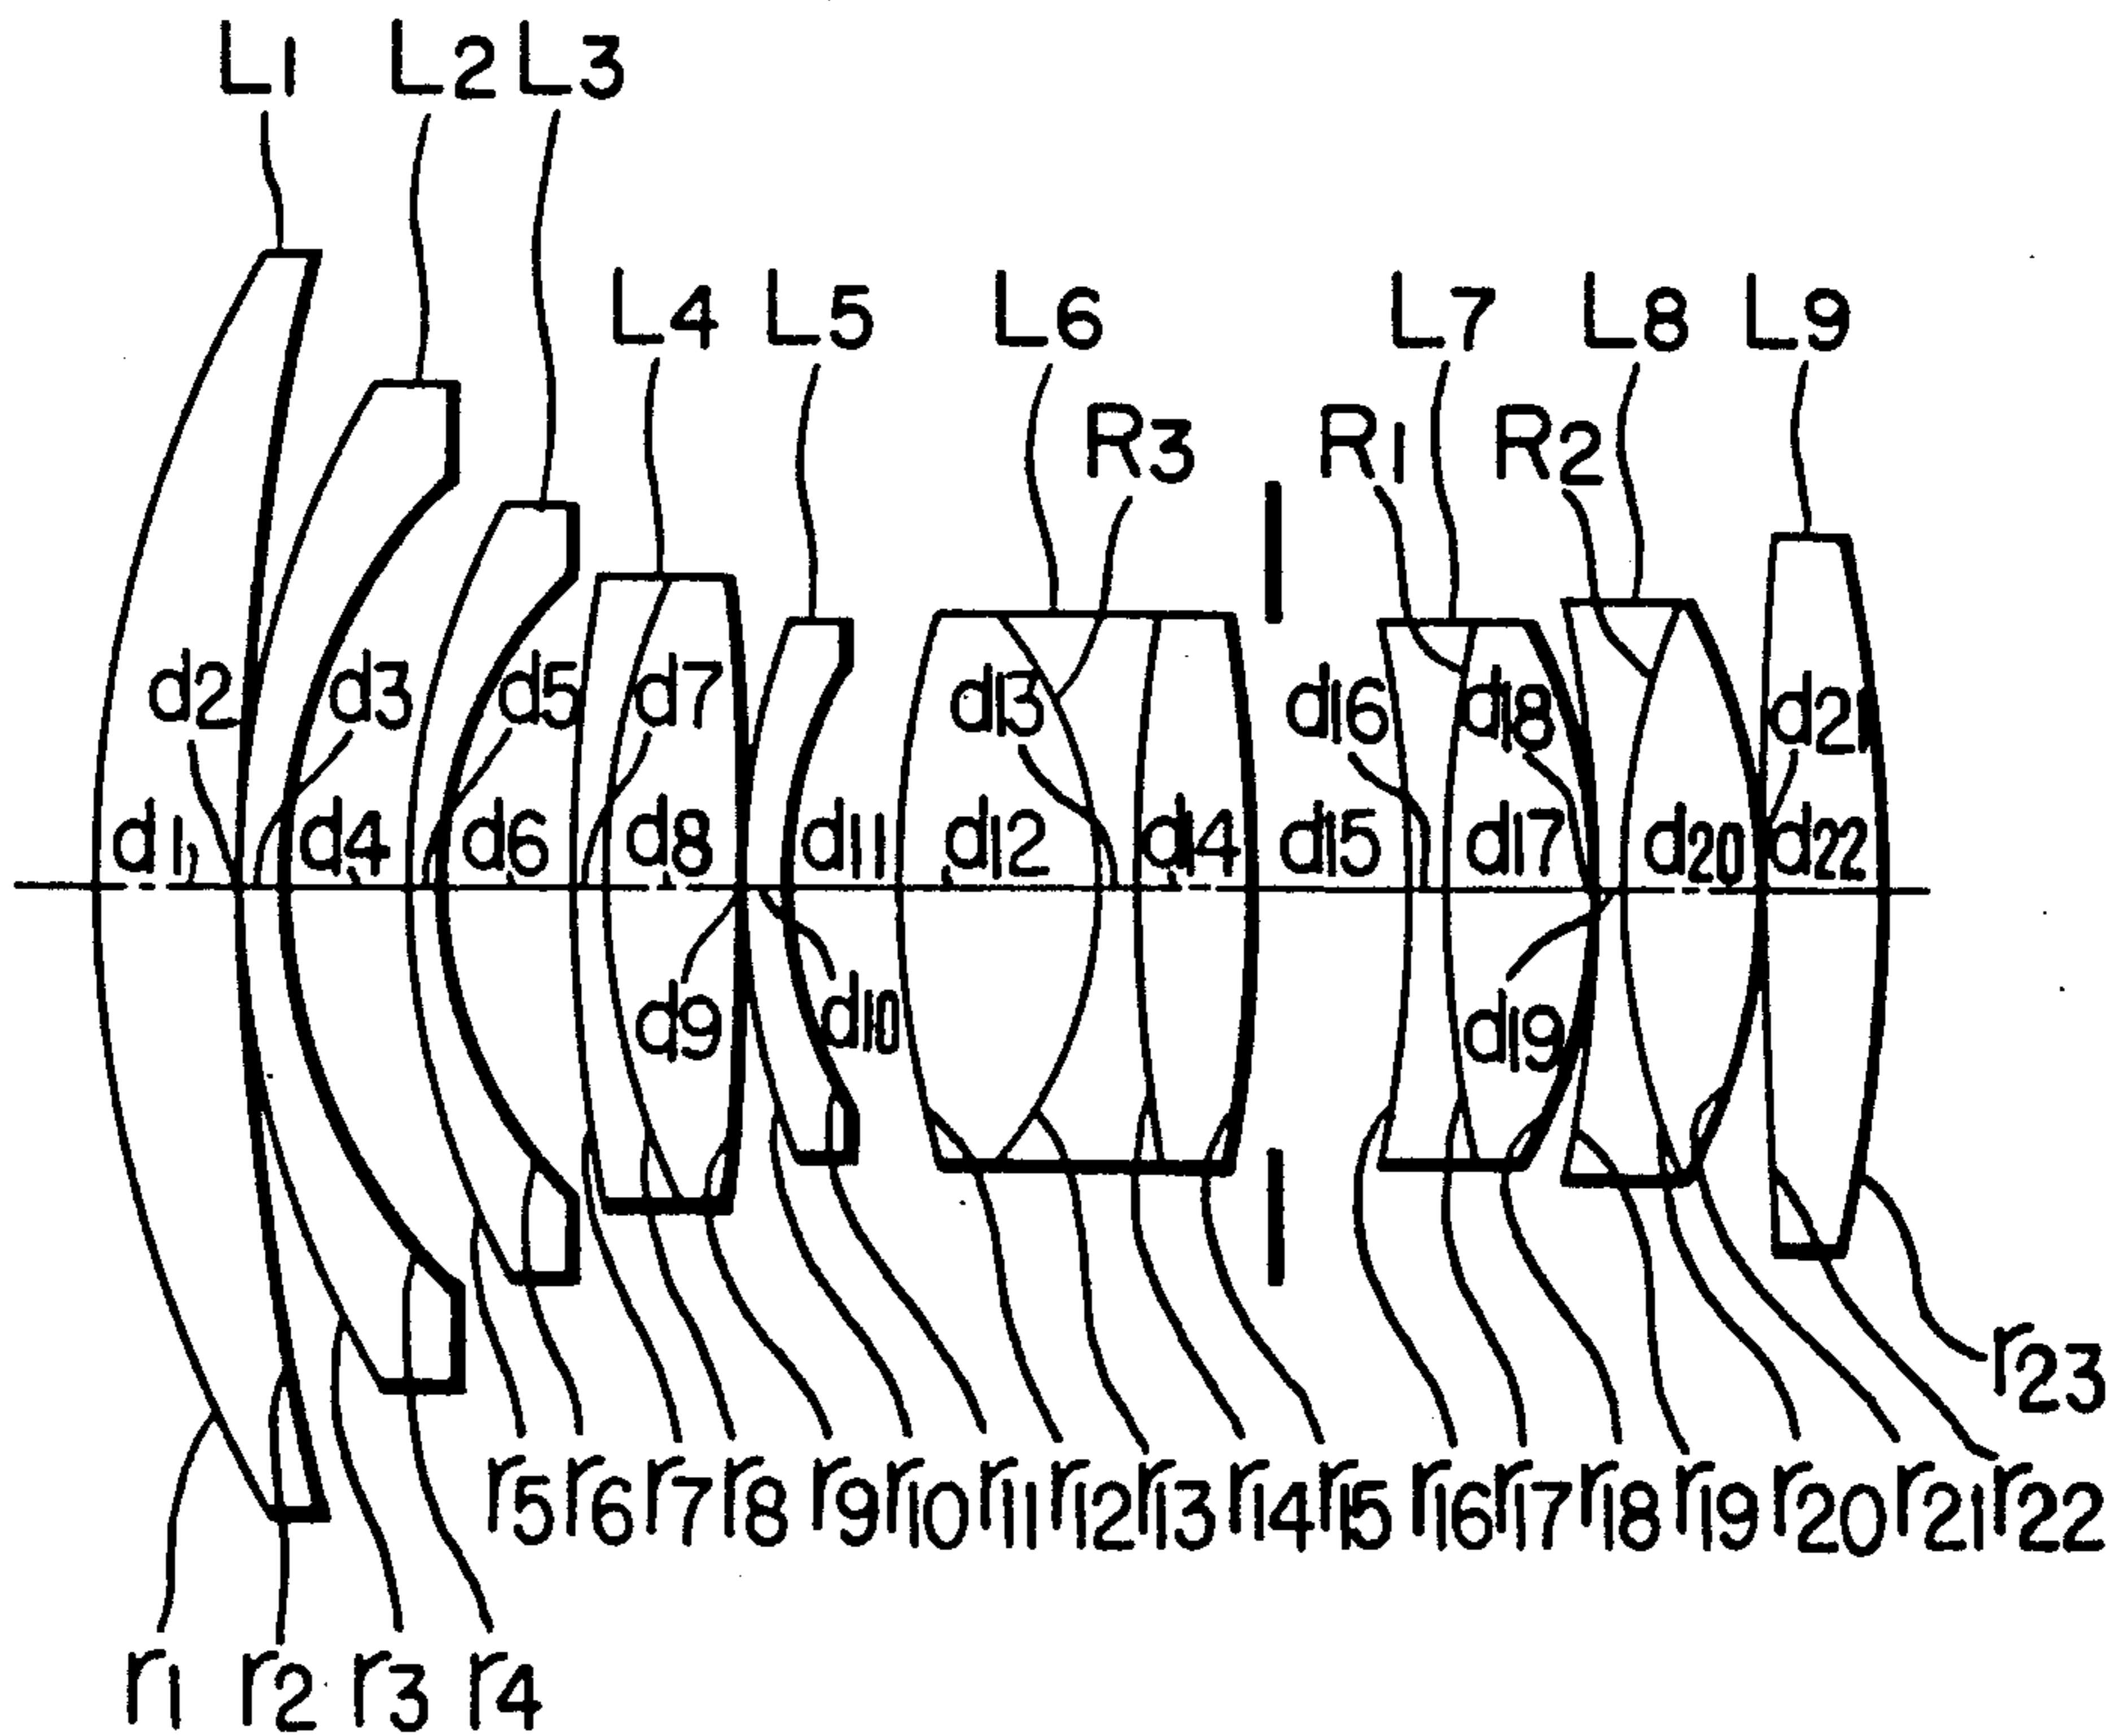 L1 L2 L3
L4 L5 L6 L7 L8 L9
R3 R1 R2
d2 d3 d5 d7 d13 d16 d18 d21
d1 d4 d6 d8 d11 d12 d14 d15 d17 d20 d22
d9 d10 d19
r23
r5 r6 r7 r8 r9 r10 r11 r12 r13 r14 r15 r16 r17 r18 r19 r20 r21 r22
r1 r2 r3 r4